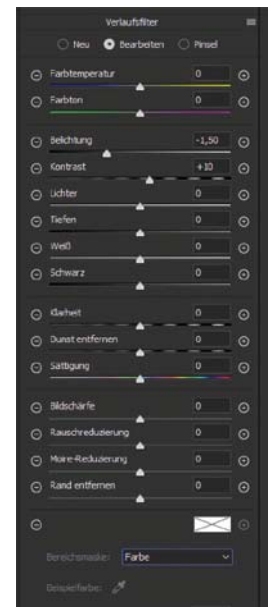 Verlaufsfilter
Neu Bearbeiten Pinsel
Farbtemperatur 0
Farbton 0
Belichtung -1,50
Kontrast +10
Lichter 0
Tiefen 0
Weiß 0
Schwarz 0
Klarheit 0
Dunst entfernen 0
Sättigung 0
Bildschärfe 0
Rauschreduzierung 0
Moire-Reduzierung 0
Rand entfernen 0
Bereichsmaske: Farbe
Beispielfarbe: